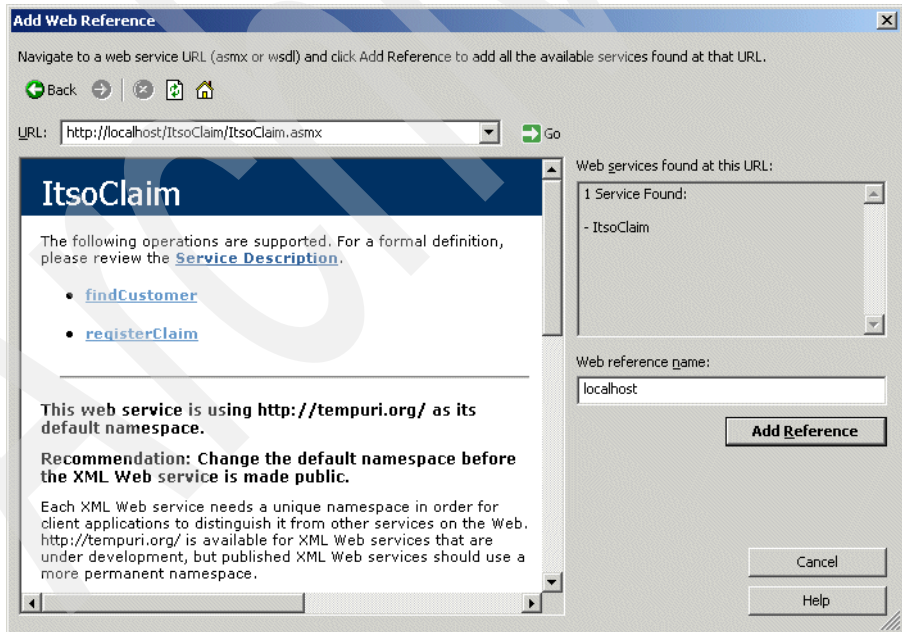 Add Web Reference
Navigate to a web service URL (asmx or wsdl) and click Add Reference to add all the available services found at that URL.
Back
URL: http://localhost/ItsoClaim/ItsoClaim.asmx Go
ItsoClaim
The following operations are supported. For a formal definition,
please review the Service Description.
• findCustomer
• registerClaim
This web service is using http://tempuri.org/ as its
default namespace.
Recommendation: Change the default namespace before
the XML Web service is made public.
Each XML Web service needs a unique namespace in order for
client applications to distinguish it from other services on the Web.
http://tempuri.org/ is available for XML Web services that are
under development, but published XML Web services should use a
more permanent namespace.
Web services found at this URL:
1 Service Found:
- ItsoClaim
Web reference name:
localhost
Add Reference
Cancel
Help